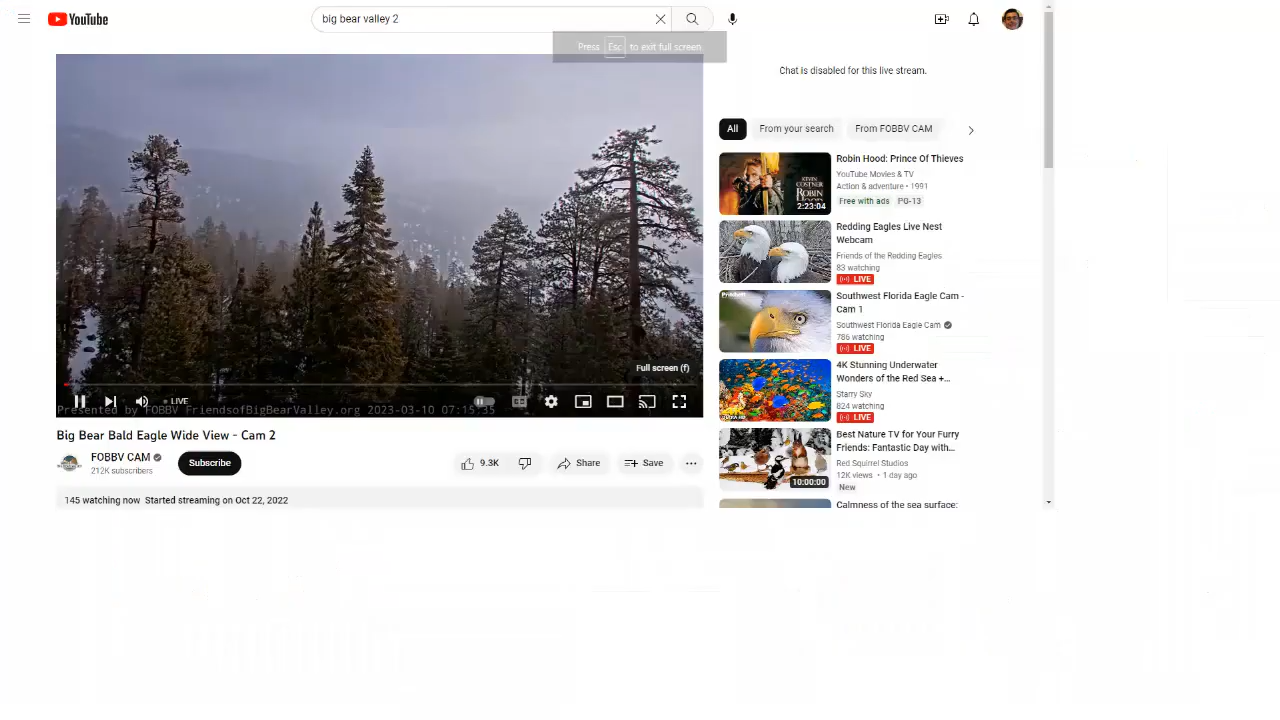 YouTube
big bear valley 2
Press Esc to exit full screen
Chat is disabled for this live stream.
All
From your search
From FOBBV CAM
Full screen (f)
LIVE
Presented by FOBBV FriendsofBigBearValley.org 2023-03-10 07:15:35
Big Bear Bald Eagle Wide View - Cam 2
FOBBV CAM
212K subscribers
Subscribe
9.3K
Share
Save
145 watching now Started streaming on Oct 22, 2022
KEVIN
COSTNER
ROBIN
2:23:04
Robin Hood: Prince Of Thieves
YouTube Movies & TV
Action & adventure • 1991
Free with ads PG-13
Redding Eagles Live Nest
Webcam
Friends of the Redding Eagles
83 watching
LIVE
Southwest Florida Eagle Cam -
Cam 1
Southwest Florida Eagle Cam
786 watching
LIVE
4K Stunning Underwater
Wonders of the Red Sea +...
Starry Sky
824 watching
LIVE
10:00:00
Best Nature TV for Your Furry
Friends: Fantastic Day with...
Red Squirrel Studios
12K views • 1 day ago
New
Calmness of the sea surface: